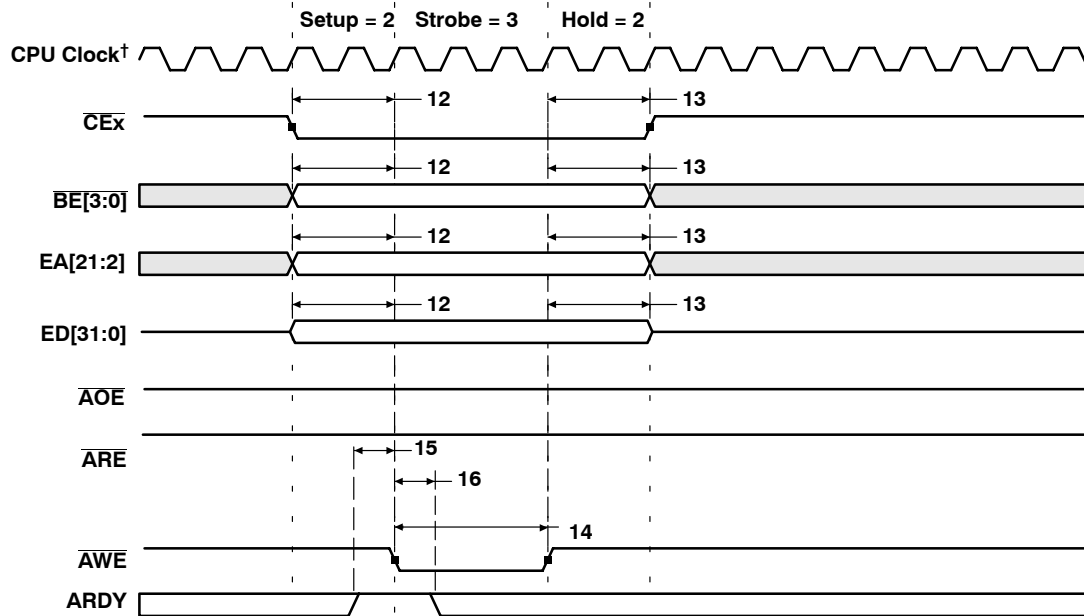 Setup = 2 Strobe = 3 Hold = 2
CPU Clock†
12 13
CEx
12 13
BE[3:0]
12 13
EA[21:2]
12 13
ED[31:0]
AOE
15
ARE
16
14
AWE
ARDY